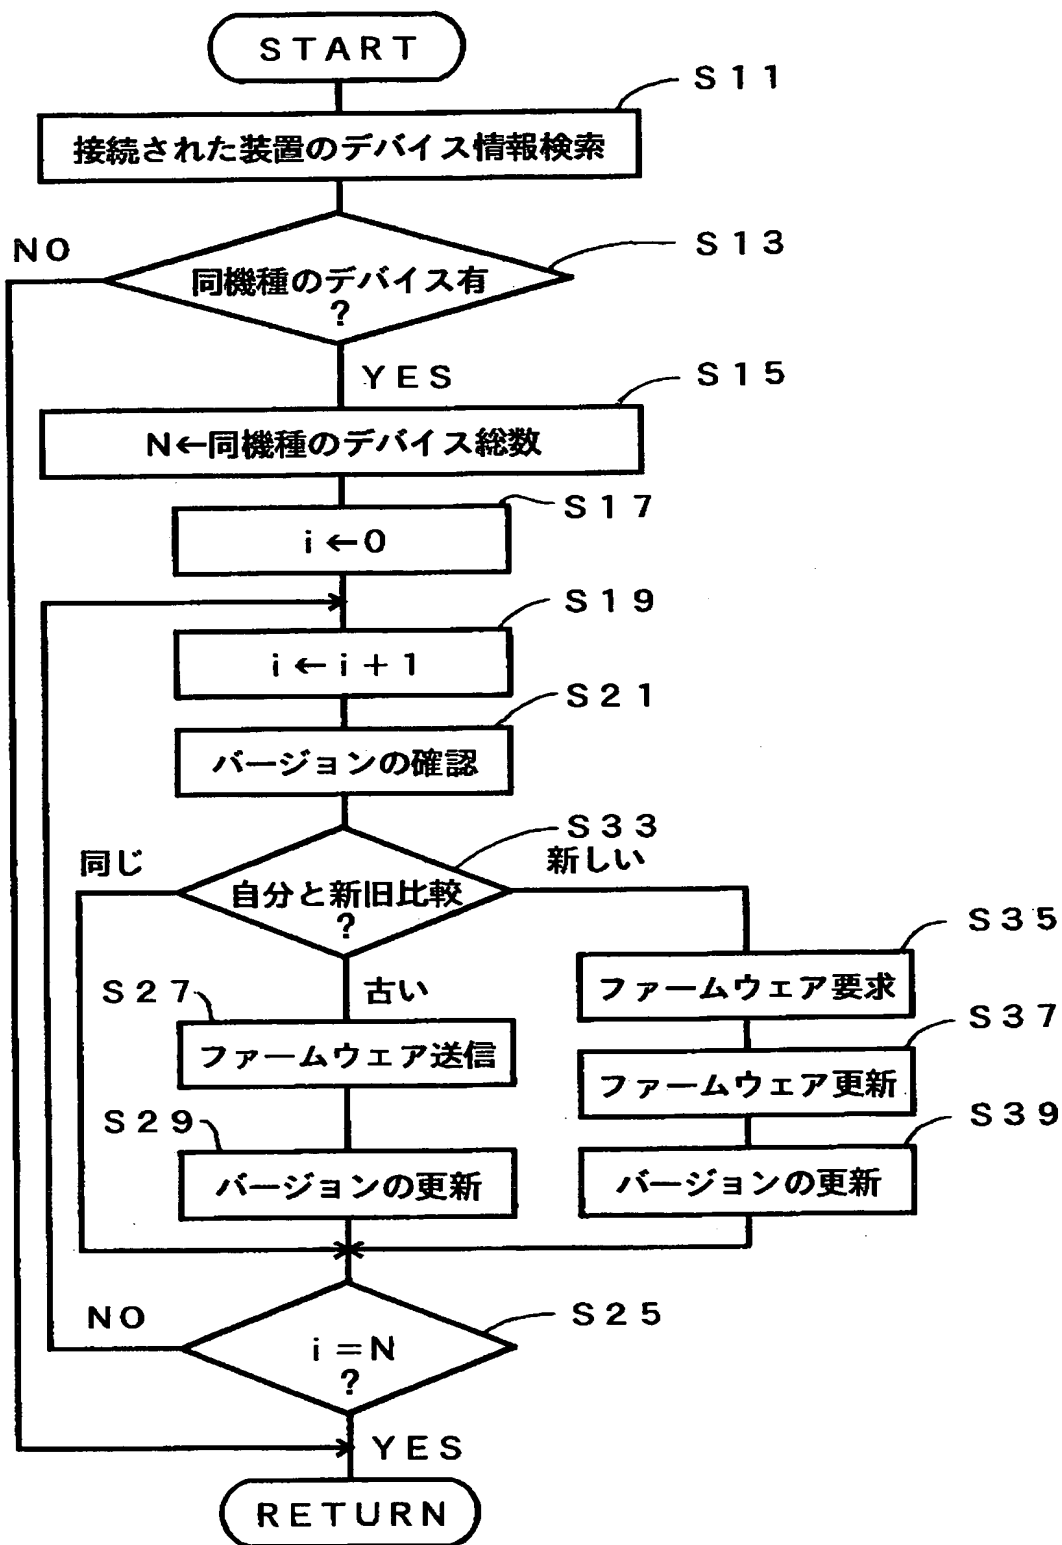 START
S11
接続された装置のデバイス情報検索
NO
S13
同機種のデバイス有
?
YES
S15
N←同機種のデバイス総数
S17
i←0
S19
i←i+1
S21
バージョンの確認
S33
同じ
新しい
自分と新旧比較
?
S35
古い
S27
ファームウェア要求
ファームウェア送信
S37
ファームウェア更新
S29
S39
バージョンの更新
バージョンの更新
NO
S25
i=N
?
YES
RETURN